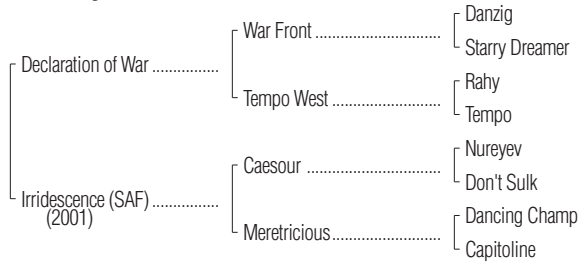 Danzig
War Front
Starry Dreamer
Declaration of War
Rahy
Tempo West
Tempo
Nureyev
Caesour
Don't Sulk
Irridescence (SAF)
(2001)
Dancing Champ
Meretricious
Capitoline